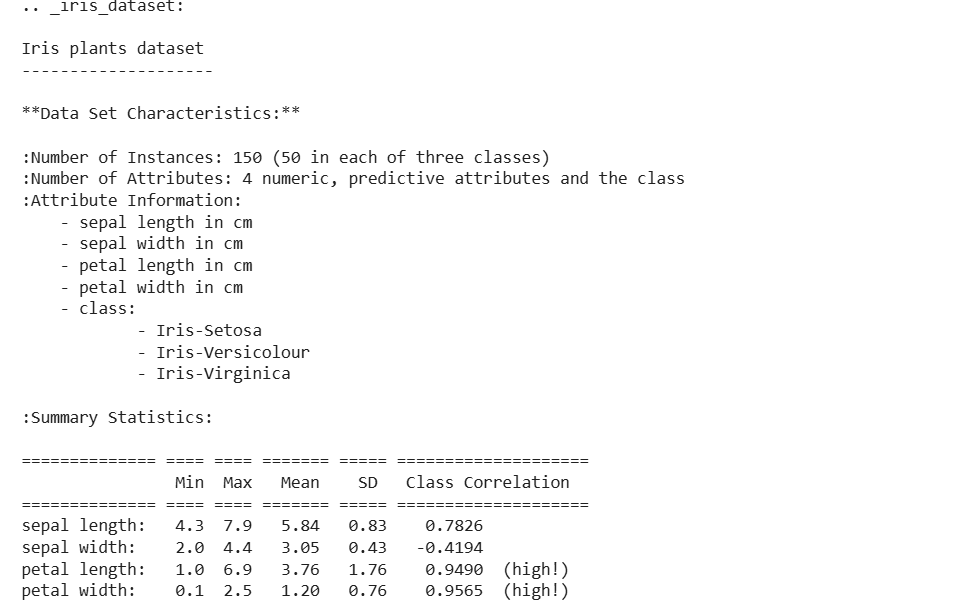 .. _iris_dataset:
Iris plants dataset
--------------------
**Data Set Characteristics:**
:Number of Instances: 150 (50 in each of three classes)
:Number of Attributes: 4 numeric, predictive attributes and the class
:Attribute Information:
    - sepal length in cm
    - sepal width in cm
    - petal length in cm
    - petal width in cm
    - class:
            - Iris-Setosa
            - Iris-Versicolour
            - Iris-Virginica
:Summary Statistics:
============== ==== ==== ======= ===== ====================
                Min  Max   Mean    SD   Class Correlation
============== ==== ==== ======= ===== ====================
sepal length:   4.3  7.9   5.84   0.83    0.7826
sepal width:    2.0  4.4   3.05   0.43   -0.4194
petal length:   1.0  6.9   3.76   1.76    0.9490  (high!)
petal width:    0.1  2.5   1.20   0.76    0.9565  (high!)